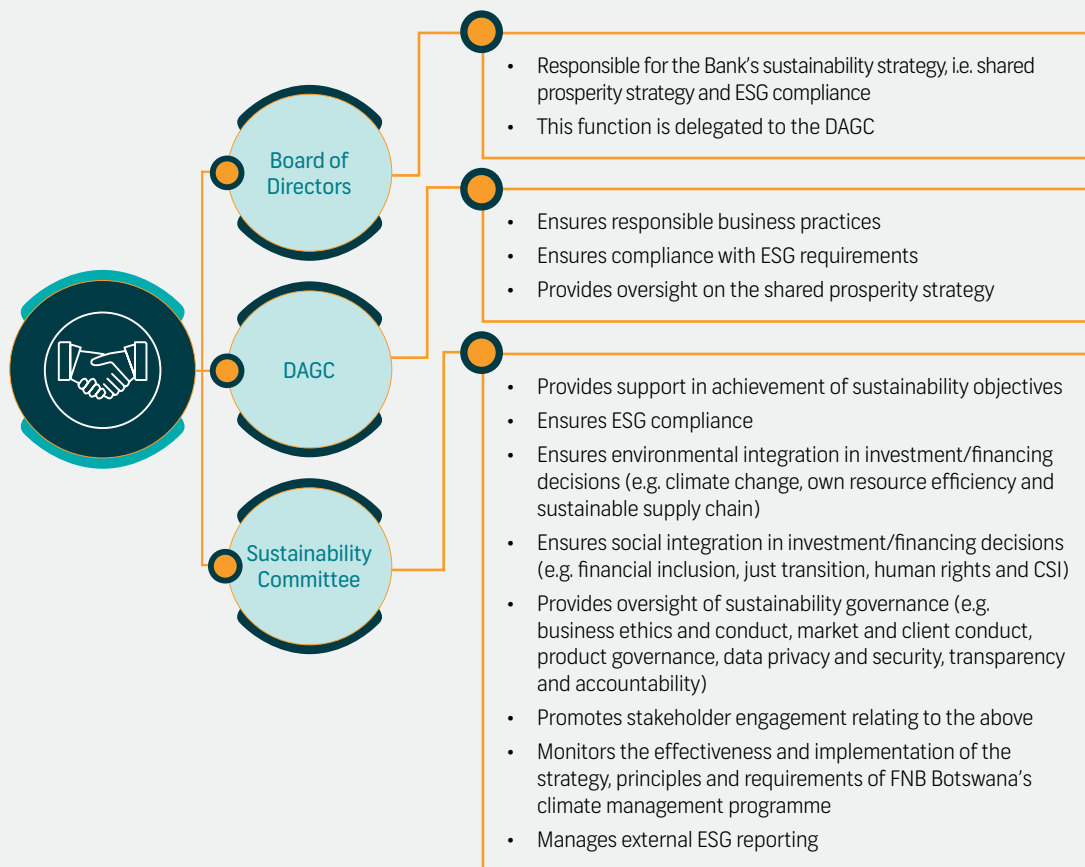 Board of
Directors
• Responsible for the Bank's sustainability strategy, i.e. shared
prosperity strategy and ESG compliance
• This function is delegated to the DAGC
DAGC
• Ensures responsible business practices
• Ensures compliance with ESG requirements
• Provides oversight on the shared prosperity strategy
Sustainability
Committee
• Provides support in achievement of sustainability objectives
• Ensures ESG compliance
• Ensures environmental integration in investment/financing
decisions (e.g. climate change, own resource efficiency and
sustainable supply chain)
• Ensures social integration in investment/financing decisions
(e.g. financial inclusion, just transition, human rights and CSI)
• Provides oversight of sustainability governance (e.g.
business ethics and conduct, market and client conduct,
product governance, data privacy and security, transparency
and accountability)
• Promotes stakeholder engagement relating to the above
• Monitors the effectiveness and implementation of the
strategy, principles and requirements of FNB Botswana's
climate management programme
• Manages external ESG reporting